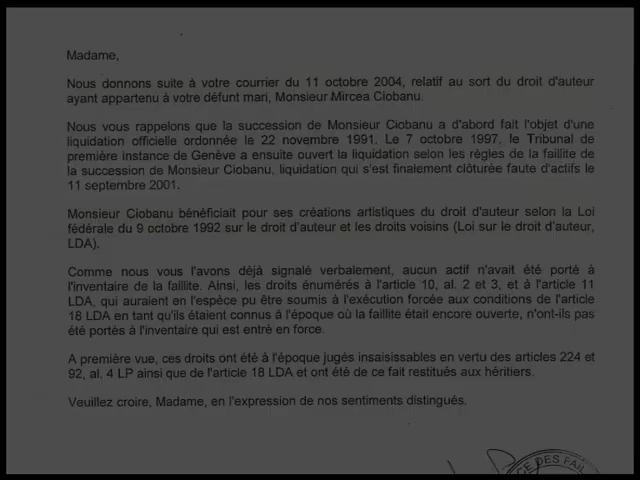 Madame,
Nous donnons suite à votre courrier du 11 octobre 2004, relatif au sort du droit d'auteur
ayant appartenu à votre défunt mari, Monsieur Mircea Ciobanu.
Nous vous rappelons que la succession de Monsieur Ciobanu a d'abord fait l'objet d'une
liquidation officielle ordonnée le 22 novembre 1991. Le 7 octobre 1997, le Tribunal de
première instance de Genève a ensuite ouvert la liquidation selon les règles de la faillite de
la succession de Monsieur Ciobanu, liquidation qui s'est finalement clôturée faute d'actifs le
11 septembre 2001.
Monsieur Ciobanu bénéficiait pour ses créations artistiques du droit d'auteur selon la Loi
fédérale du 9 octobre 1992 sur le droit d'auteur et les droits voisins (Loi sur le droit d'auteur,
LDA).
Comme nous vous l'avons déjà signalé verbalement, aucun actif n'avait été porté à
l'inventaire de la faillite. Ainsi, les droits énumérés à l'article 10, al. 2 et 3, et à l'article 11
LDA, qui auraient en l'espèce pu être soumis à l'exécution forcée aux conditions de l'article
18 LDA en tant qu'ils étaient connus à l'époque où la faillite était encore ouverte, n'ont-ils pas
été portés à l'inventaire qui est entré en force.
A première vue, ces droits ont été à l'époque jugés insaisissables en vertu des articles 224 et
92, al. 4 LP ainsi que de l'article 18 LDA et ont été de ce fait restitués aux héritiers.
Veuillez croire, Madame, en l'expression de nos sentiments distingués.
DES FAIL